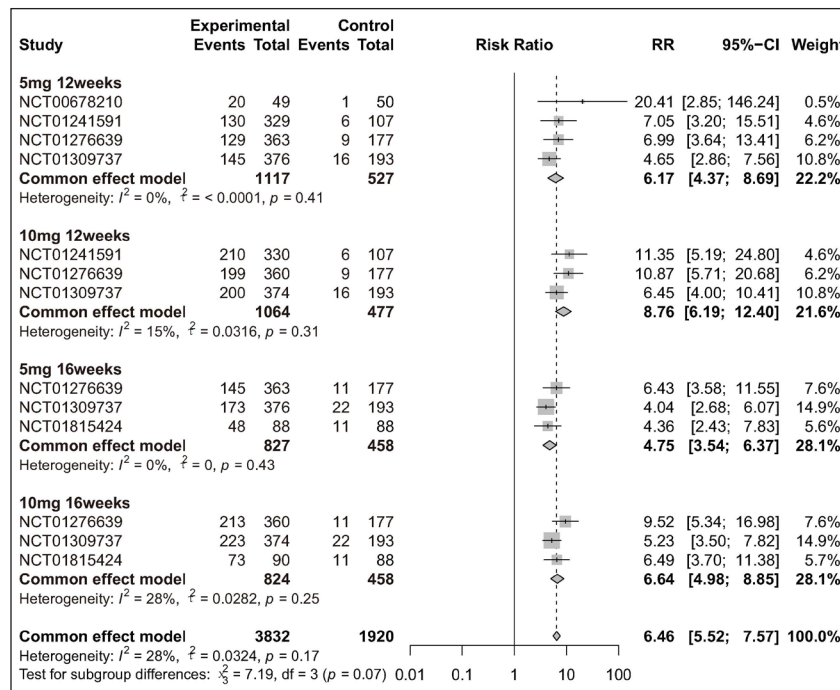 Experimental Control
Study Events Total Events Total Risk Ratio RR 95%−CI Weight
5mg 12weeks
NCT00678210 20 49 1 50 20.41 [2.85; 146.24] 0.5%
NCT01241591 130 329 6 107 7.05 [3.20; 15.51] 4.6%
NCT01276639 129 363 9 177 6.99 [3.64; 13.41] 6.2%
NCT01309737 145 376 16 193 4.65 [2.86; 7.56] 10.8%
Common effect model 1117 527 6.17 [4.37; 8.69] 22.2%
Heterogeneity: I² = 0%, τ² = < 0.0001, p = 0.41
10mg 12weeks
NCT01241591 210 330 6 107 11.35 [5.19; 24.80] 4.6%
NCT01276639 199 360 9 177 10.87 [5.71; 20.68] 6.2%
NCT01309737 200 374 16 193 6.45 [4.00; 10.41] 10.8%
Common effect model 1064 477 8.76 [6.19; 12.40] 21.6%
Heterogeneity: I² = 15%, τ² = 0.0316, p = 0.31
5mg 16weeks
NCT01276639 145 363 11 177 6.43 [3.58; 11.55] 7.6%
NCT01309737 173 376 22 193 4.04 [2.68; 6.07] 14.9%
NCT01815424 48 88 11 88 4.36 [2.43; 7.83] 5.6%
Common effect model 827 458 4.75 [3.54; 6.37] 28.1%
Heterogeneity: I² = 0%, τ² = 0, p = 0.43
10mg 16weeks
NCT01276639 213 360 11 177 9.52 [5.34; 16.98] 7.6%
NCT01309737 223 374 22 193 5.23 [3.50; 7.82] 14.9%
NCT01815424 73 90 11 88 6.49 [3.70; 11.38] 5.7%
Common effect model 824 458 6.64 [4.98; 8.85] 28.1%
Heterogeneity: I² = 28%, τ² = 0.0282, p = 0.25
Common effect model 3832 1920 6.46 [5.52; 7.57] 100.0%
Heterogeneity: I² = 28%, τ² = 0.0324, p = 0.17
Test for subgroup differences: χ²₃ = 7.19, df = 3 (p = 0.07) 0.01 0.1 1 10 100